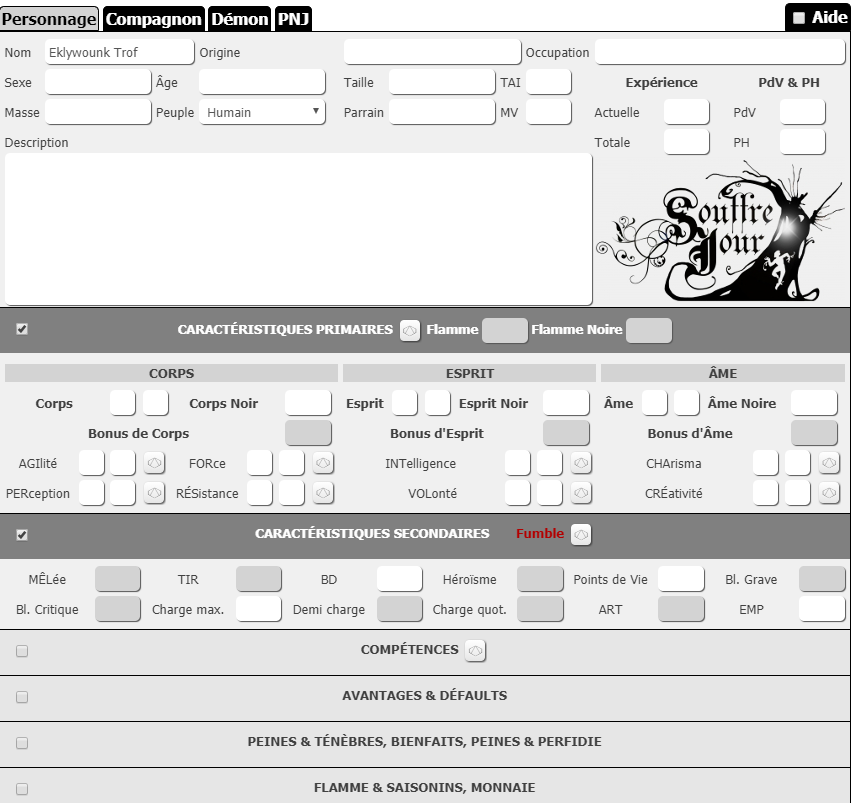 Personnage Compagnon Démon PNJ Aide
Nom Eklywounk Trof Origine Occupation
Sexe Âge Taille TAI Expérience PdV & PH
Masse Peuple Humain Parrain MV Actuelle PdV
Description Totale PH
Souffre
Jour
CARACTÉRISTIQUES PRIMAIRES Flamme Flamme Noire
CORPS ESPRIT ÂME
Corps Corps Noir Esprit Esprit Noir Âme Âme Noire
Bonus de Corps Bonus d'Esprit Bonus d'Âme
AGIlité FORce INTelligence CHArisma
PERception RÉSistance VOLonté CRÉativité
CARACTÉRISTIQUES SECONDAIRES Fumble
MÊLée TIR BD Héroïsme Points de Vie Bl. Grave
Bl. Critique Charge max. Demi charge Charge quot. ART EMP
COMPÉTENCES
AVANTAGES & DÉFAULTS
PEINES & TÉNÈBRES, BIENFAITS, PEINES & PERFIDIE
FLAMME & SAISONINS, MONNAIE